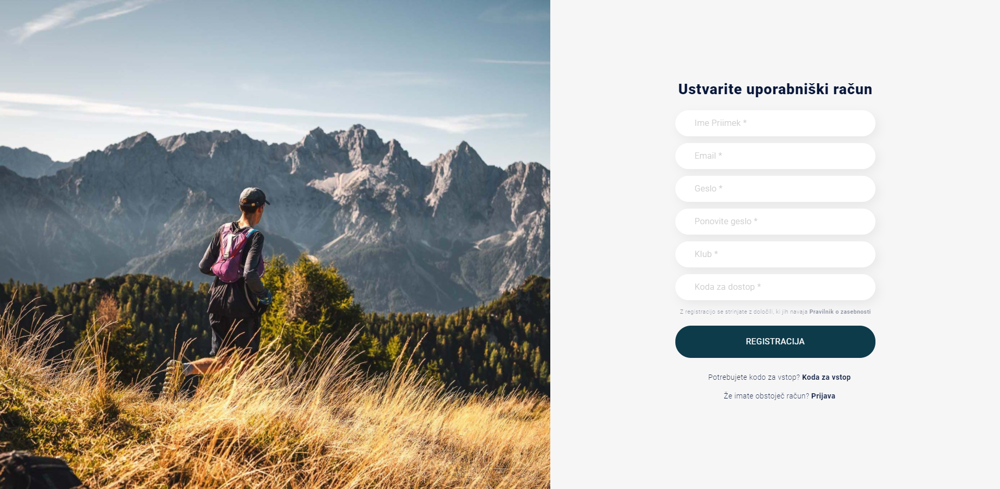 Ustvarite uporabniški račun
Ime Priimek *
Email *
Geslo *
Ponovite geslo *
Klub *
Koda za dostop *
Z registracijo se strinjate z določili, ki jih navaja Pravilnik o zasebnosti
REGISTRACIJA
Potrebujete kodo za vstop? Koda za vstop
Že imate obstoječ račun? Prijava